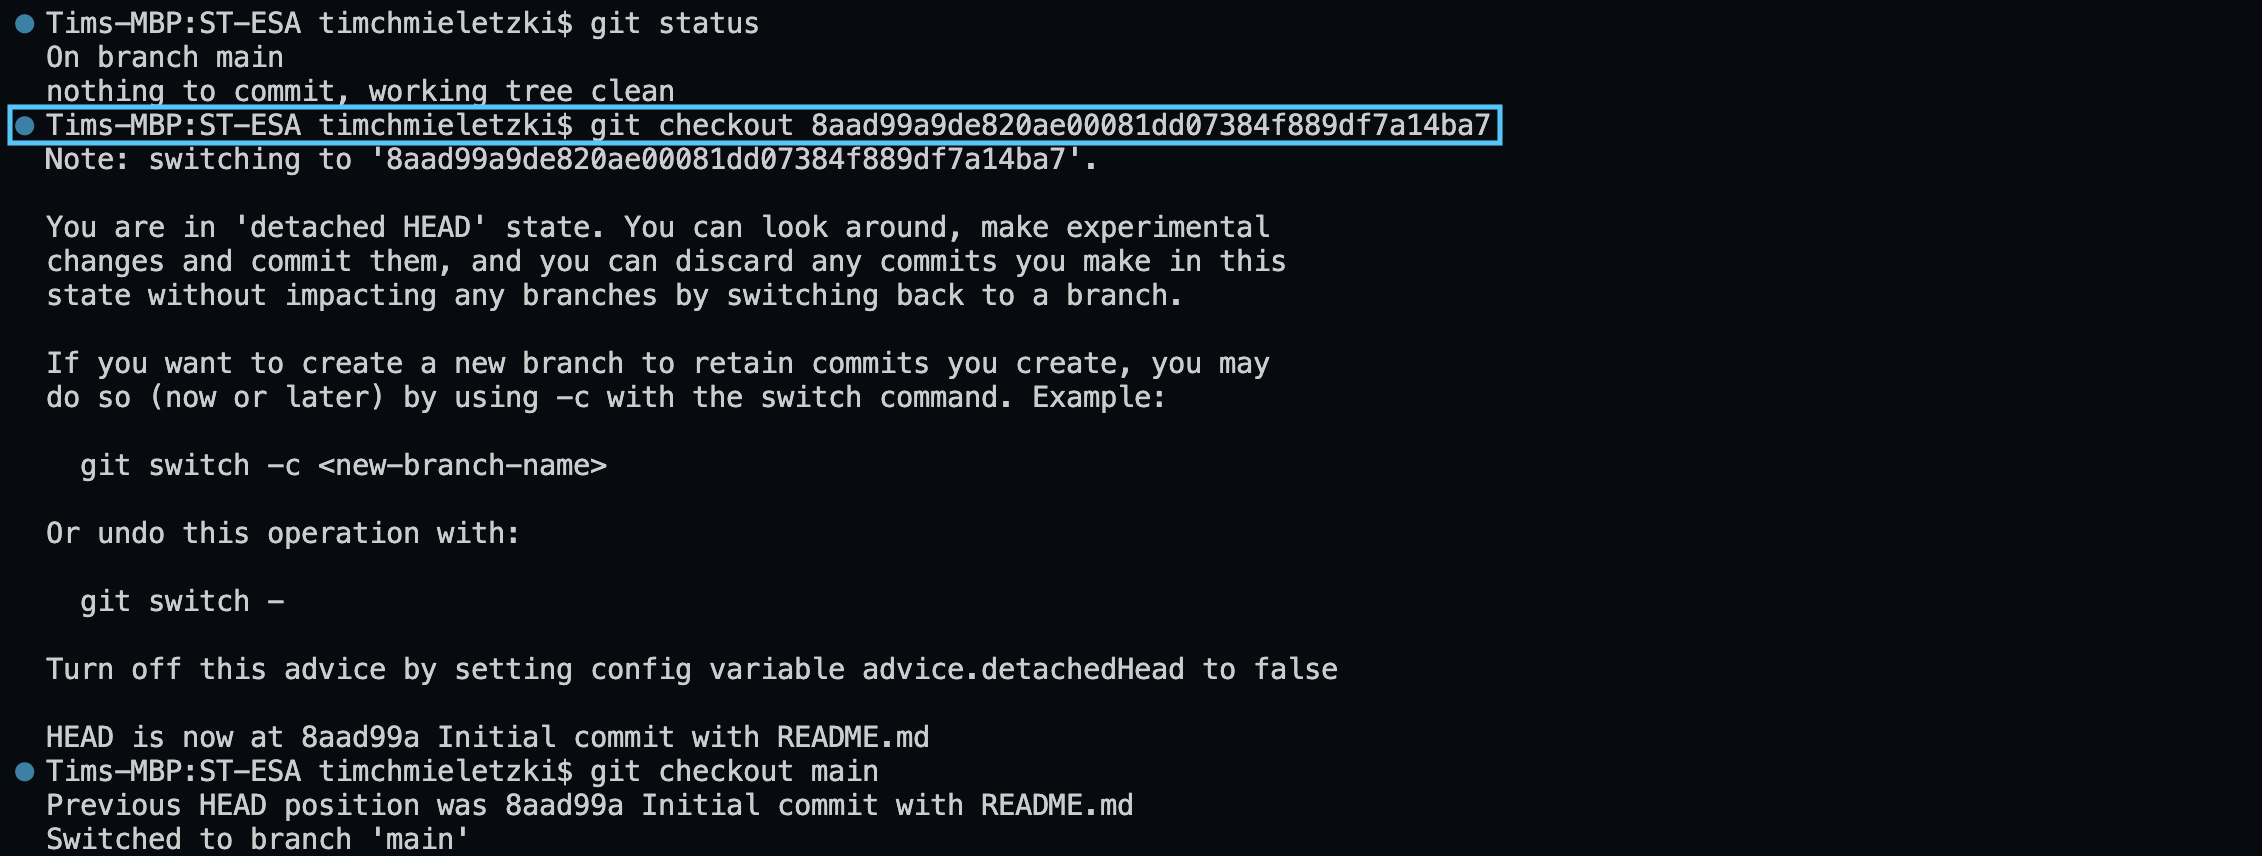 Tims-MBP:ST-ESA timchmieletzki$ git status
On branch main
nothing to commit, working tree clean
Tims-MBP:ST-ESA timchmieletzki$ git checkout 8aad99a9de820ae00081dd07384f889df7a14ba7
Note: switching to '8aad99a9de820ae00081dd07384f889df7a14ba7'.
You are in 'detached HEAD' state. You can look around, make experimental
changes and commit them, and you can discard any commits you make in this
state without impacting any branches by switching back to a branch.
If you want to create a new branch to retain commits you create, you may
do so (now or later) by using -c with the switch command. Example:
git switch -c <new-branch-name>
Or undo this operation with:
git switch -
Turn off this advice by setting config variable advice.detachedHead to false
HEAD is now at 8aad99a Initial commit with README.md
Tims-MBP:ST-ESA timchmieletzki$ git checkout main
Previous HEAD position was 8aad99a Initial commit with README.md
Switched to branch 'main'